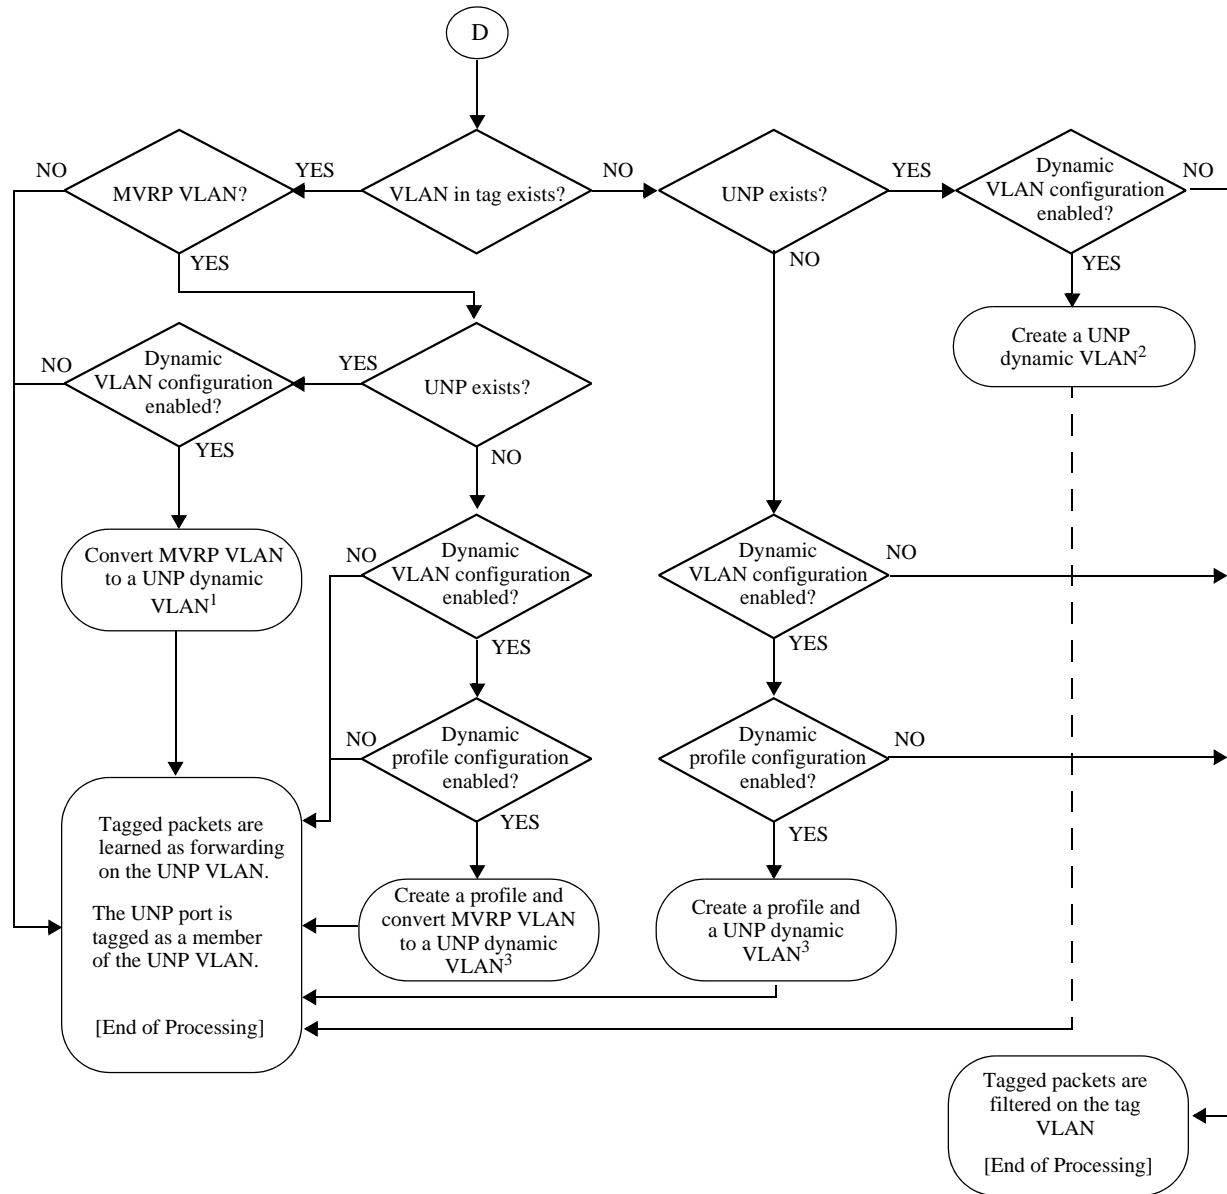 D
NO
MVRP VLAN?
YES
VLAN in tag exists?
NO
UNP exists?
YES
Dynamic
VLAN configuration
enabled?
NO
YES
NO
YES
NO
Dynamic
VLAN configuration
enabled?
YES
UNP exists?
Create a UNP
dynamic VLAN2
YES
NO
Convert MVRP VLAN
to a UNP dynamic
VLAN1
NO
Dynamic
VLAN configuration
enabled?
Dynamic
VLAN configuration
enabled?
NO
YES
YES
NO
Dynamic
profile configuration
enabled?
Dynamic
profile configuration
enabled?
NO
YES
YES
Tagged packets are
learned as forwarding
on the UNP VLAN.
The UNP port is
tagged as a member
of the UNP VLAN.
[End of Processing]
Create a profile and
convert MVRP VLAN
to a UNP dynamic
VLAN3
Create a profile and
a UNP dynamic
VLAN3
Tagged packets are
filtered on the tag
VLAN
[End of Processing]